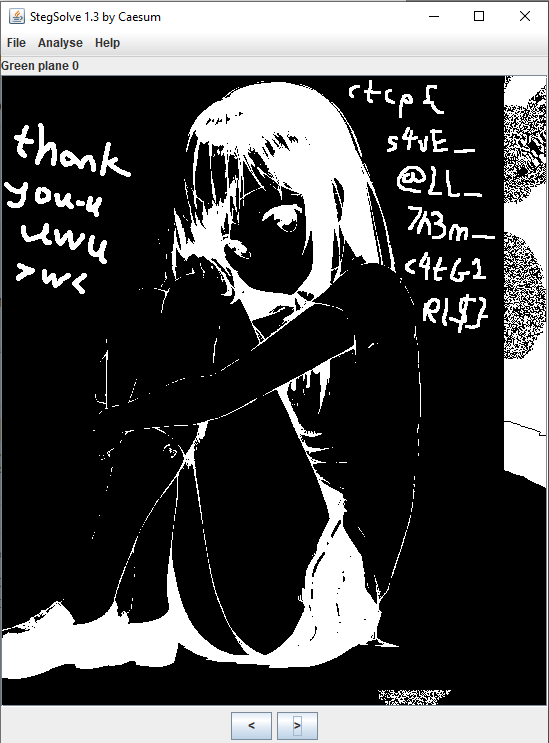 StegSolve 1.3 by Caesum
File Analyse Help
Green plane 0
thank
you-u
uwu
>w<
ctcp{
s4vE_
@LL_
7h3m_
c4tG1
Rl$}
< >